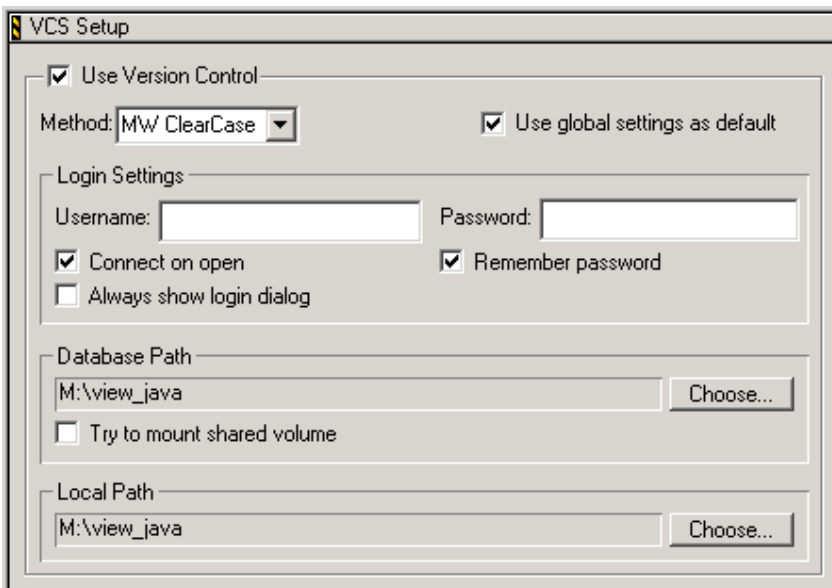 VCS Setup
Use Version Control
Method: MW ClearCase Use global settings as default
Login Settings
Username: Password:
Connect on open Remember password
Always show login dialog
Database Path
M:\view_java Choose...
Try to mount shared volume
Local Path
M:\view_java Choose...